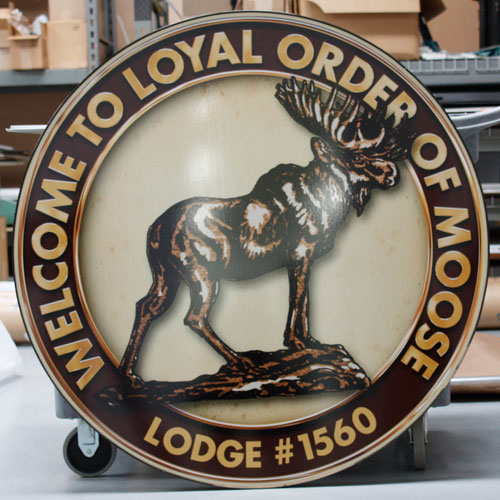 WELCOME TO LOYAL ORDER OF MOOSE
LODGE #1560